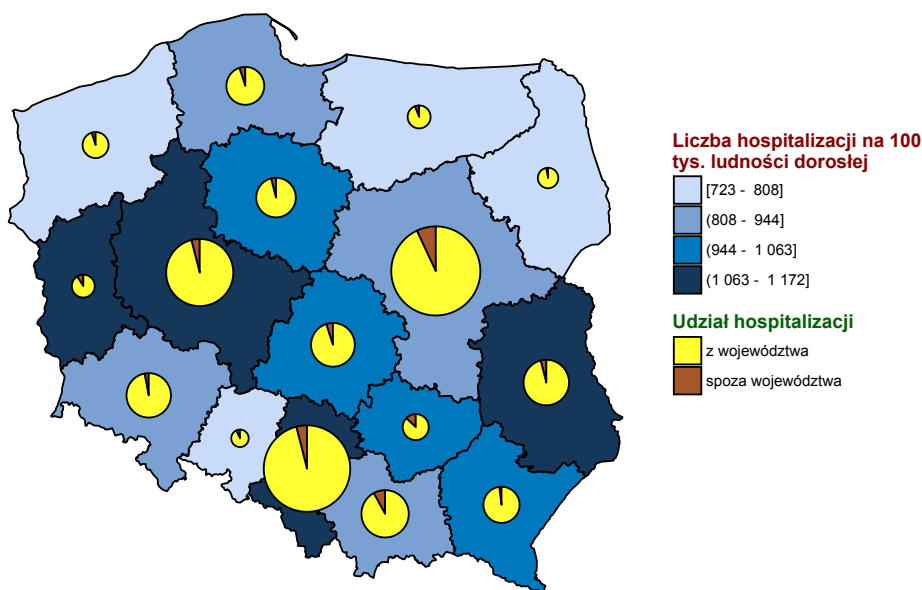 Liczba hospitalizacji na 100
tys. ludności dorosłej
[723 - 808]
(808 - 944]
(944 - 1 063]
(1 063 - 1 172]
Udział hospitalizacji
z województwa
spoza województwa